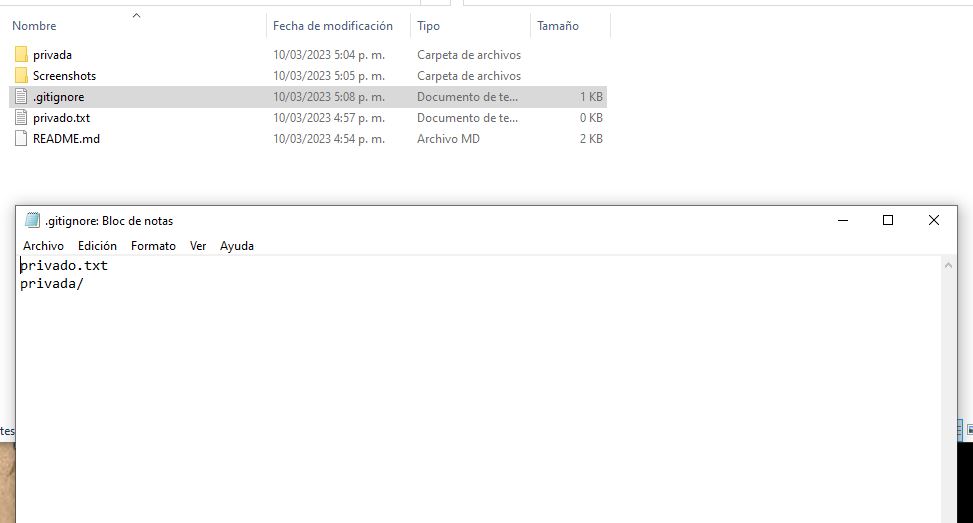 Nombre Fecha de modificación Tipo Tamaño
privada 10/03/2023 5:04 p. m. Carpeta de archivos
Screenshots 10/03/2023 5:05 p. m. Carpeta de archivos
.gitignore 10/03/2023 5:08 p. m. Documento de te... 1 KB
privado.txt 10/03/2023 4:57 p. m. Documento de te... 0 KB
README.md 10/03/2023 4:54 p. m. Archivo MD 2 KB
.gitignore: Bloc de notas
Archivo Edición Formato Ver Ayuda
privado.txt
privada/
tes